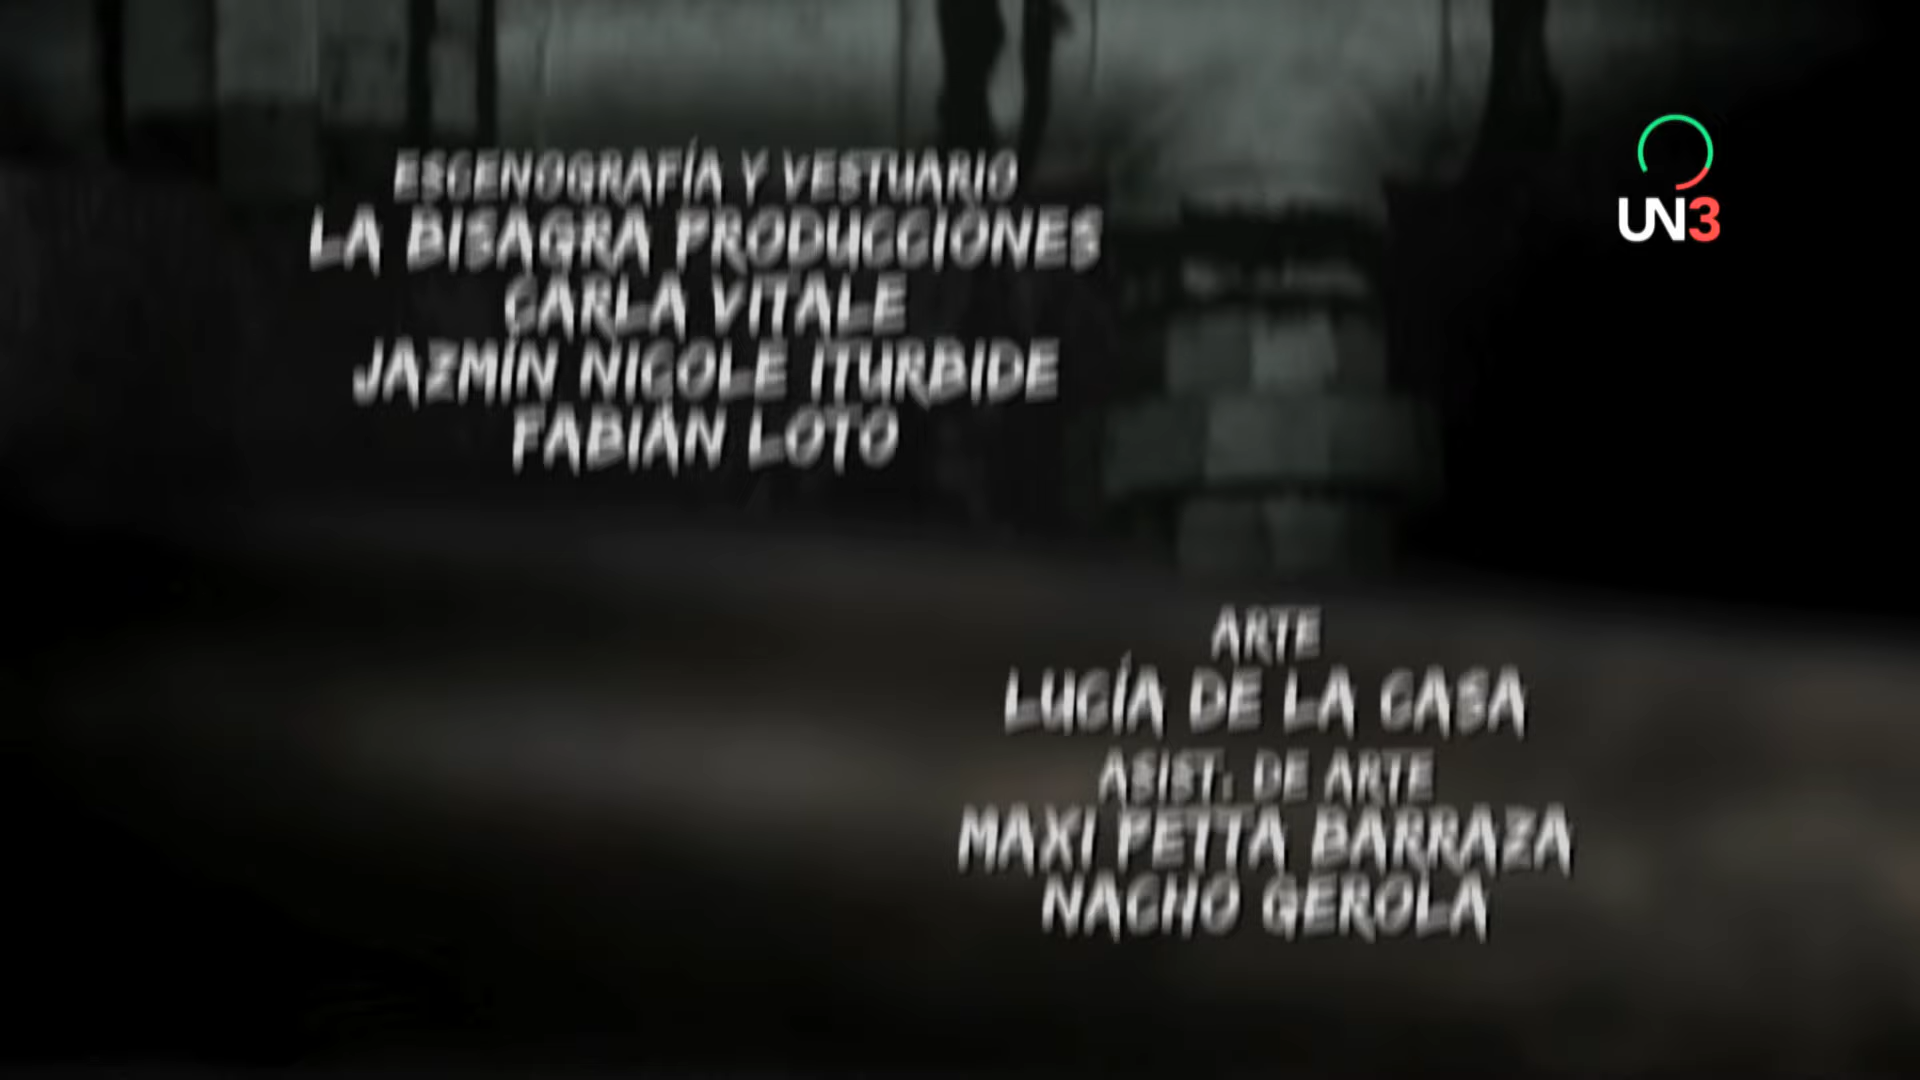 ESCENOGRAFÍA Y VESTUARIO
LA BISAGRA PRODUCCIONES
CARLA VITALE
JAZMÍN NICOLE ITURBIDE
FABIÁN LOTO
UN3
ARTE
LUCÍA DE LA CASA
ASIST. DE ARTE
MAXI PETTA BARRAZA
NACHO GEROLA